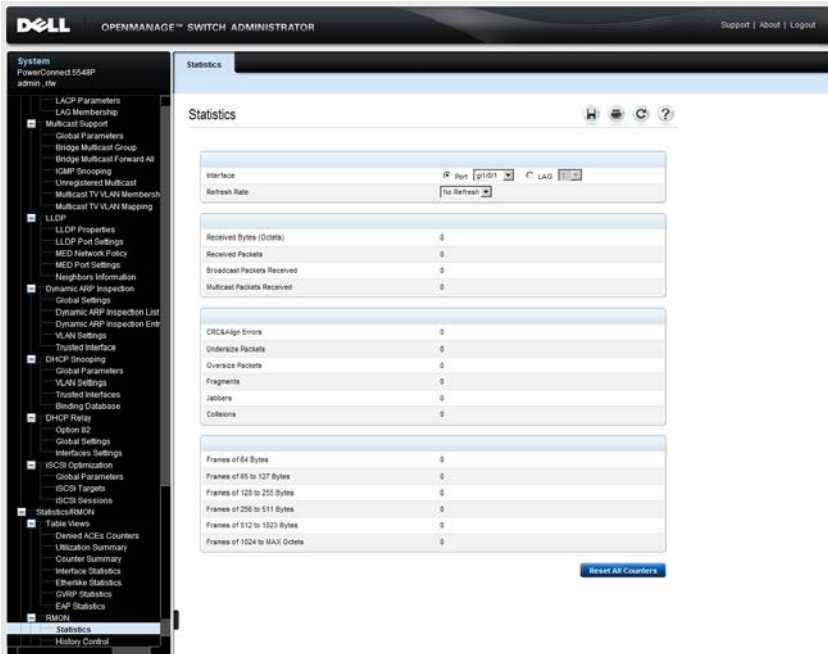 DELL OPENMANAGE™ SWITCH ADMINISTRATOR Support | About | Logout
System
PowerConnect 5548P
admin , r/w
LACP Parameters
LAG Membership
Multicast Support
Global Parameters
Bridge Multicast Group
Bridge Multicast Forward All
IGMP Snooping
Unregistered Multicast
Multicast TV VLAN Membersh
Multicast TV VLAN Mapping
LLDP
LLDP Properties
LLDP Port Settings
MED Network Policy
MED Port Settings
Neighbors Information
Dynamic ARP Inspection
Global Settings
Dynamic ARP Inspection List
Dynamic ARP Inspection Entr
VLAN Settings
Trusted Interface
DHCP Snooping
Global Parameters
VLAN Settings
Trusted Interfaces
Binding Database
DHCP Relay
Option 82
Global Settings
Interfaces Settings
iSCSI Optimization
Global Parameters
iSCSI Targets
iSCSI Sessions
Statistics/RMON
Table Views
Denied ACEs Counters
Utilization Summary
Counter Summary
Interface Statistics
Etherlike Statistics
GVRP Statistics
EAP Statistics
RMON
Statistics
History Control
Statistics
Statistics
Interface Port g1/0/1 LAG 1
Refresh Rate No Refresh
Received Bytes (Octets) 0
Received Packets 0
Broadcast Packets Received 0
Multicast Packets Received 0
CRC&Align Errors 0
Undersize Packets 0
Oversize Packets 0
Fragments 0
Jabbers 0
Collisions 0
Frames of 64 Bytes 0
Frames of 65 to 127 Bytes 0
Frames of 128 to 255 Bytes 0
Frames of 256 to 511 Bytes 0
Frames of 512 to 1023 Bytes 0
Frames of 1024 to MAX Octets 0
Reset All Counters